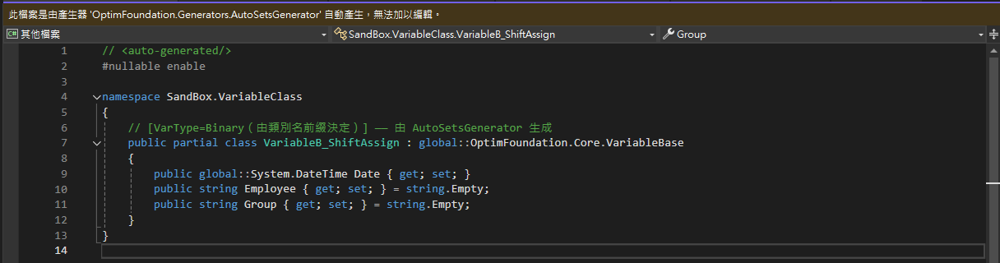 此檔案是由產生器 'OptimFoundation.Generators.AutoSetsGenerator' 自動產生，無法加以編輯。
C# 其他檔案 SandBox.VariableClass.VariableB_ShiftAssign Group
1 // <auto-generated/>
2 #nullable enable
3
4 namespace SandBox.VariableClass
5 {
6 // [VarType=Binary（由類別名前綴決定）] —— 由 AutoSetsGenerator 生成
7 public partial class VariableB_ShiftAssign : global::OptimFoundation.Core.VariableBase
8 {
9 public global::System.DateTime Date { get; set; }
10 public string Employee { get; set; } = string.Empty;
11 public string Group { get; set; } = string.Empty;
12 }
13 }
14